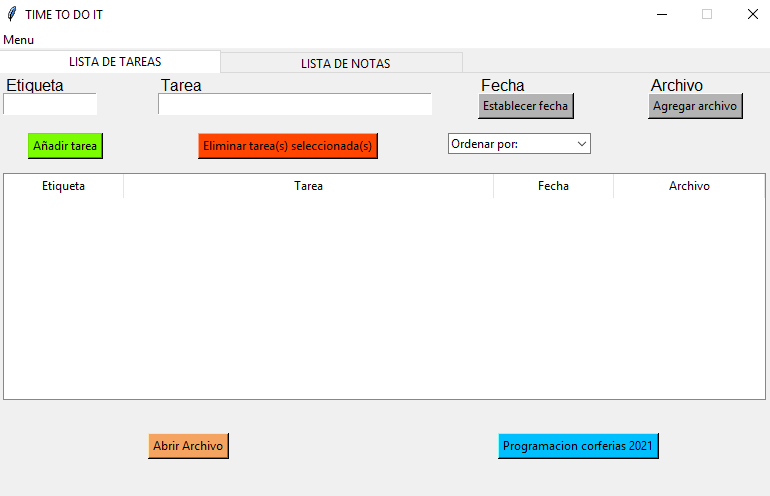 TIME TO DO IT
Menu
LISTA DE TAREAS LISTA DE NOTAS
Etiqueta Tarea Fecha Archivo
Establecer fecha Agregar archivo
Añadir tarea Eliminar tarea(s) seleccionada(s) Ordenar por:
Etiqueta Tarea Fecha Archivo
Abrir Archivo Programacion corferias 2021